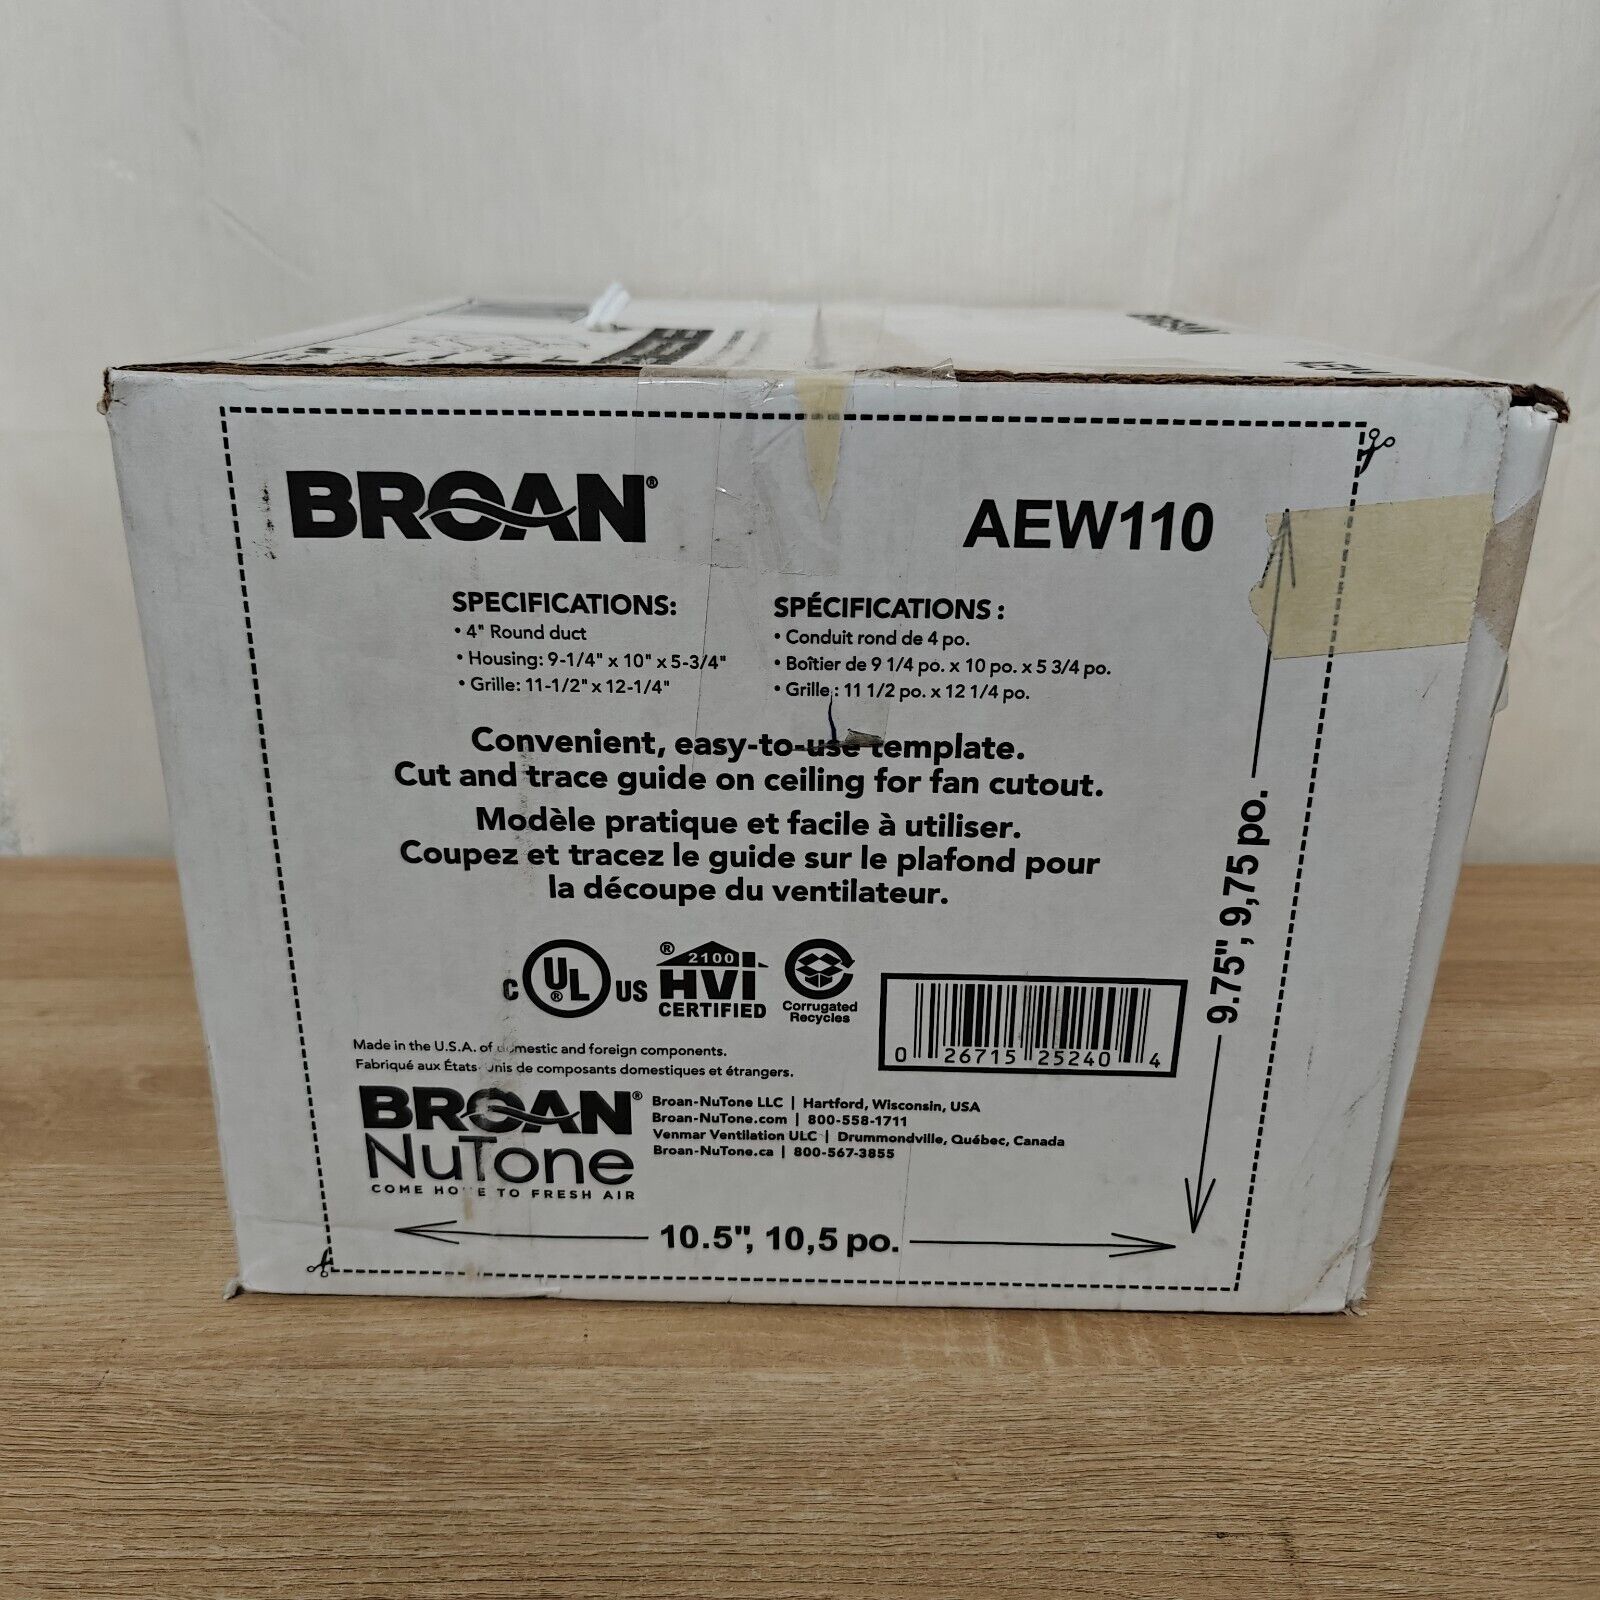 BROAN®
AEW110
SPECIFICATIONS:
• 4" Round duct
• Housing: 9-1/4" x 10" x 5-3/4"
• Grille: 11-1/2" x 12-1/4"
SPÉCIFICATIONS :
• Conduit rond de 4 po.
• Boîtier de 9 1/4 po. x 10 po. x 5 3/4 po.
• Grille : 11 1/2 po. x 12 1/4 po.
Convenient, easy-to-use template.
Cut and trace guide on ceiling for fan cutout.
Modèle pratique et facile à utiliser.
Coupez et tracez le guide sur le plafond pour
la découpe du ventilateur.
9.75", 9,75 po.
C UL® US
® 2100
HVI
CERTIFIED
Corrugated
Recycles
0 26715 25240 4
Made in the U.S.A. of domestic and foreign components.
Fabriqué aux États-Unis de composants domestiques et étrangers.
BROAN®
NuTone
COME HOME TO FRESH AIR
Broan-NuTone LLC | Hartford, Wisconsin, USA
Broan-NuTone.com | 800-558-1711
Venmar Ventilation ULC | Drummondville, Québec, Canada
Broan-NuTone.ca | 800-567-3855
10.5", 10,5 po.